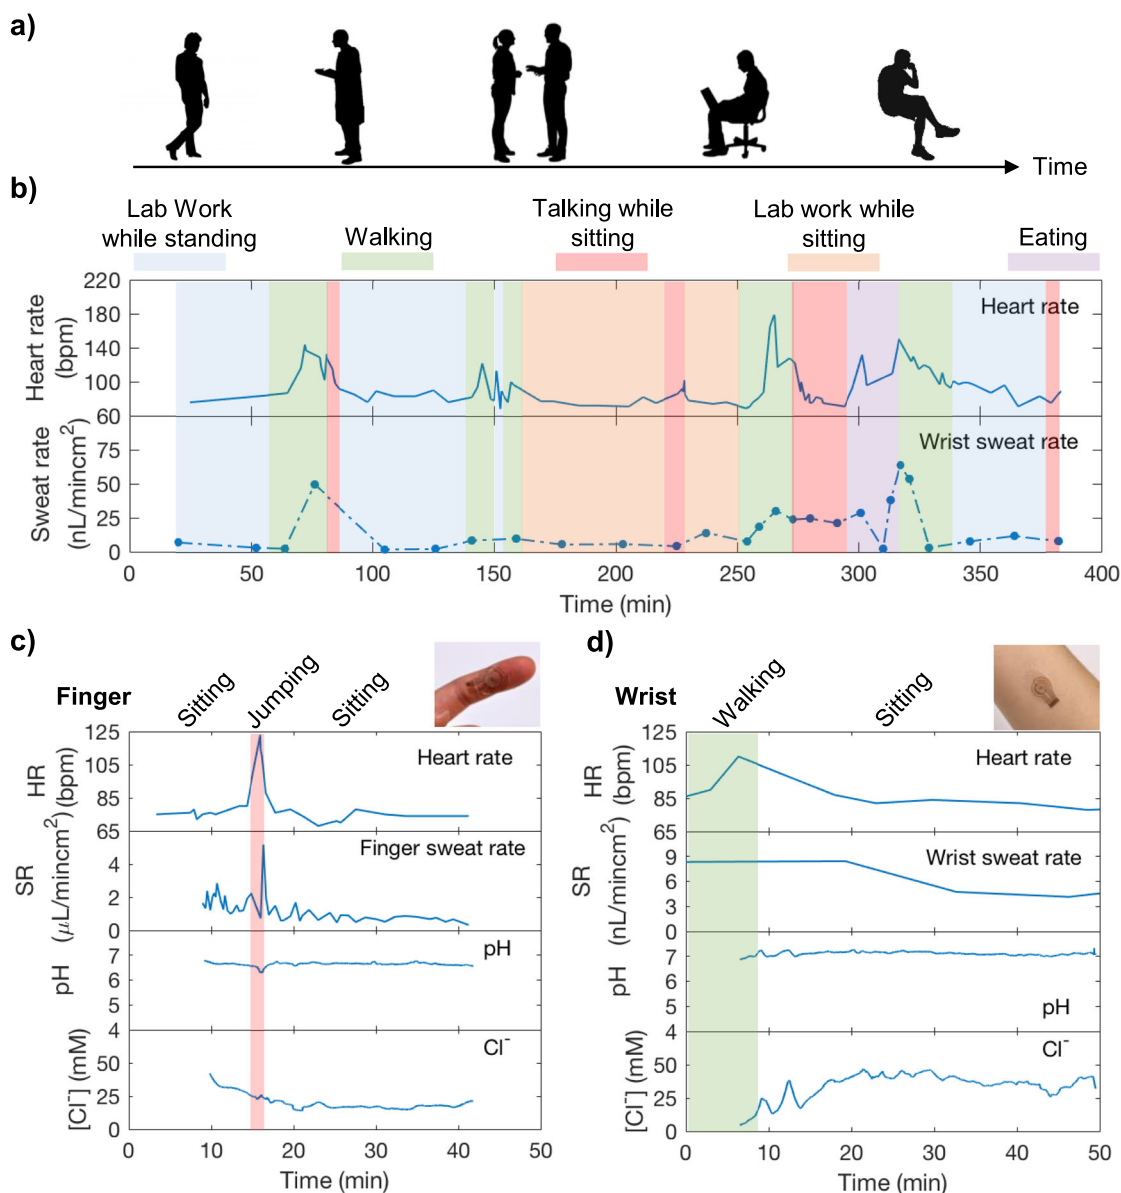 a)
Time
b)
Lab Work
while standing
Walking
Talking while
sitting
Lab work while
sitting
Eating
220
180
140
100
60
Heart rate
(bpm)
Heart rate
75
50
25
0
Sweat rate
(nL/mincm²)
Wrist sweat rate
0 50 100 150 200 250 300 350 400
Time (min)
c)
Finger
Sitting
Jumping
Sitting
125
105
85
65
HR
(bpm)
Heart rate
4
2
0
SR
(µL/mincm²)
Finger sweat rate
7
6
5
4
pH
pH
50
25
0
[Cl⁻] (mM)
Cl⁻
0 10 20 30 40 50
Time (min)
d)
Wrist
Walking
Sitting
125
105
85
65
HR
(bpm)
Heart rate
9
6
3
0
SR
(nL/mincm²)
Wrist sweat rate
7
6
5
4
pH
pH
50
25
0
[Cl⁻] (mM)
Cl⁻
0 10 20 30 40 50
Time (min)